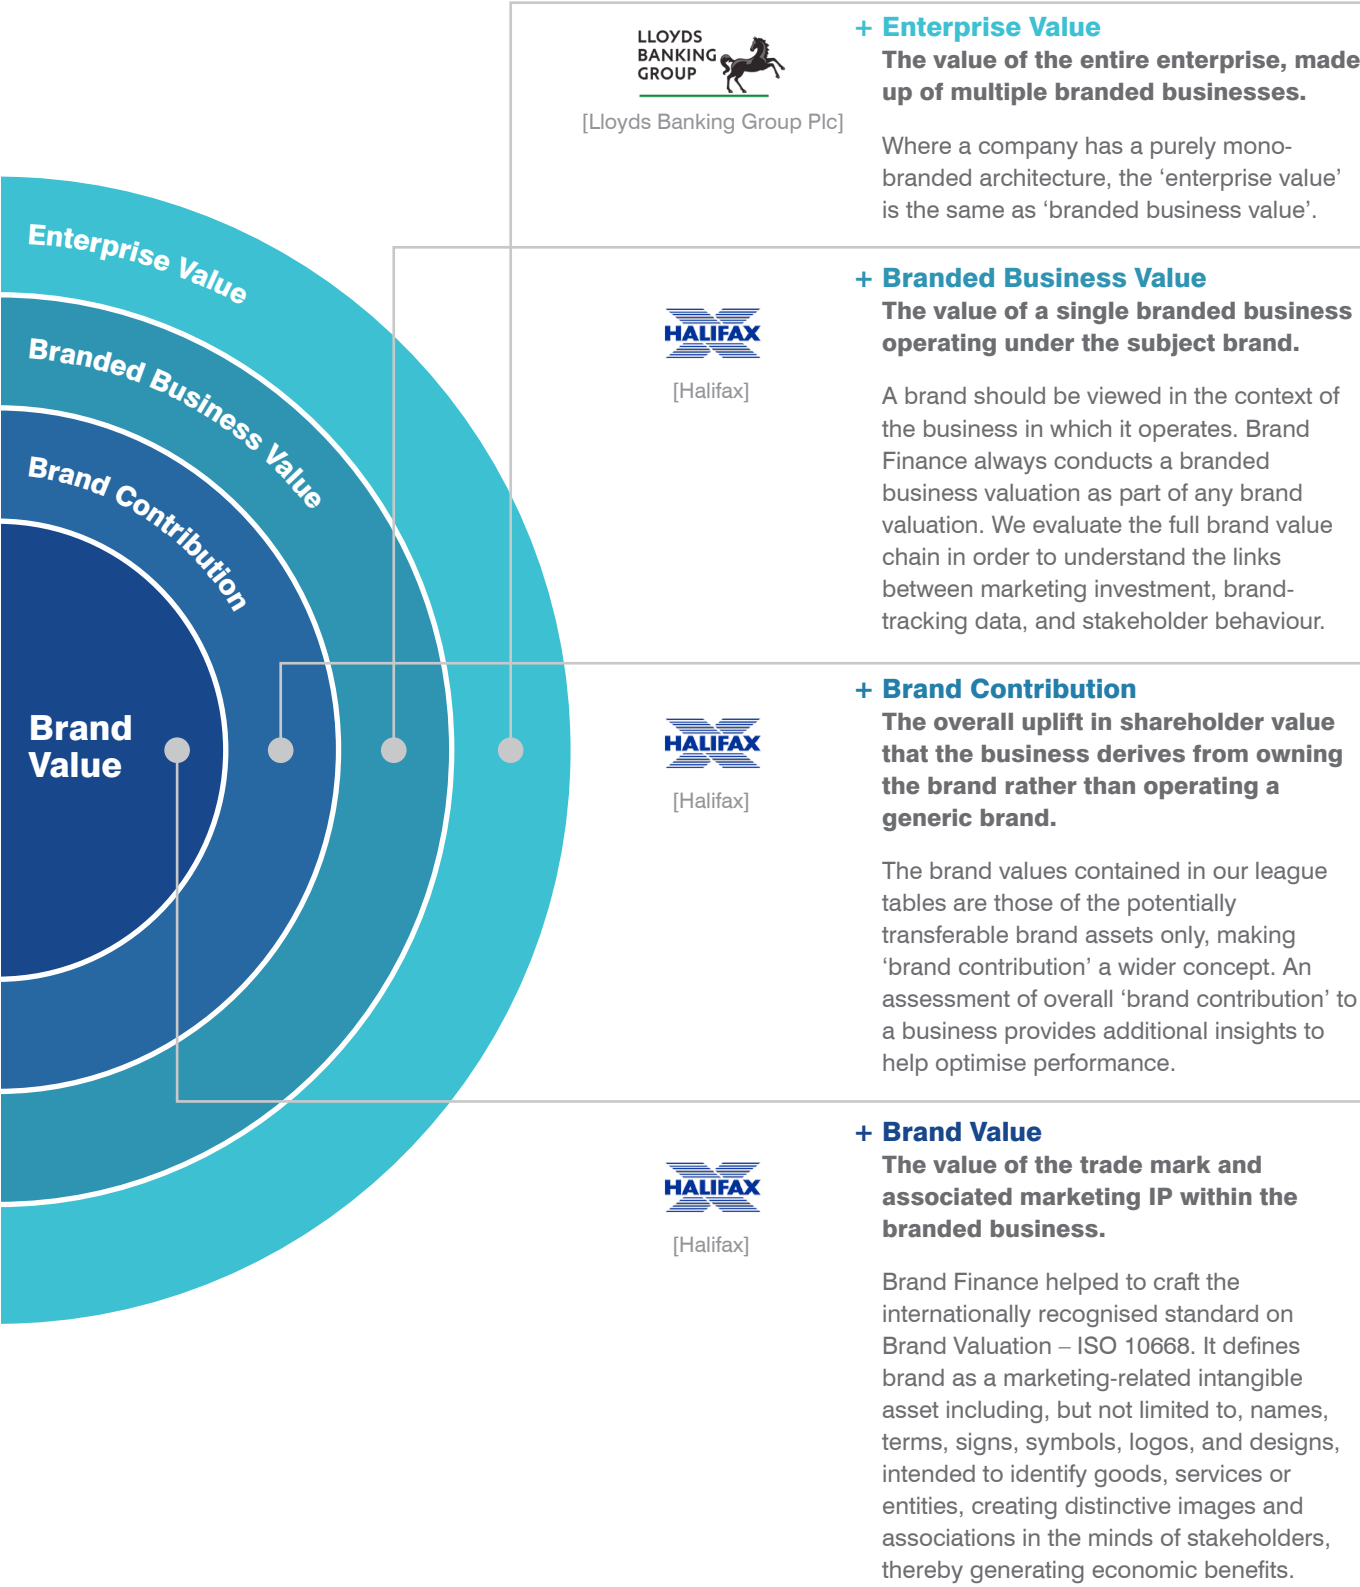 LLOYDS
BANKING
GROUP
[Lloyds Banking Group Plc]
+ Enterprise Value
The value of the entire enterprise, made
up of multiple branded businesses.
Where a company has a purely mono-
branded architecture, the ‘enterprise value’
is the same as ‘branded business value’.
Enterprise Value
Branded Business Value
Brand Contribution
Brand
Value
HALIFAX
[Halifax]
+ Branded Business Value
The value of a single branded business
operating under the subject brand.
A brand should be viewed in the context of
the business in which it operates. Brand
Finance always conducts a branded
business valuation as part of any brand
valuation. We evaluate the full brand value
chain in order to understand the links
between marketing investment, brand-
tracking data, and stakeholder behaviour.
HALIFAX
[Halifax]
+ Brand Contribution
The overall uplift in shareholder value
that the business derives from owning
the brand rather than operating a
generic brand.
The brand values contained in our league
tables are those of the potentially
transferable brand assets only, making
‘brand contribution’ a wider concept. An
assessment of overall ‘brand contribution’ to
a business provides additional insights to
help optimise performance.
HALIFAX
[Halifax]
+ Brand Value
The value of the trade mark and
associated marketing IP within the
branded business.
Brand Finance helped to craft the
internationally recognised standard on
Brand Valuation – ISO 10668. It defines
brand as a marketing-related intangible
asset including, but not limited to, names,
terms, signs, symbols, logos, and designs,
intended to identify goods, services or
entities, creating distinctive images and
associations in the minds of stakeholders,
thereby generating economic benefits.